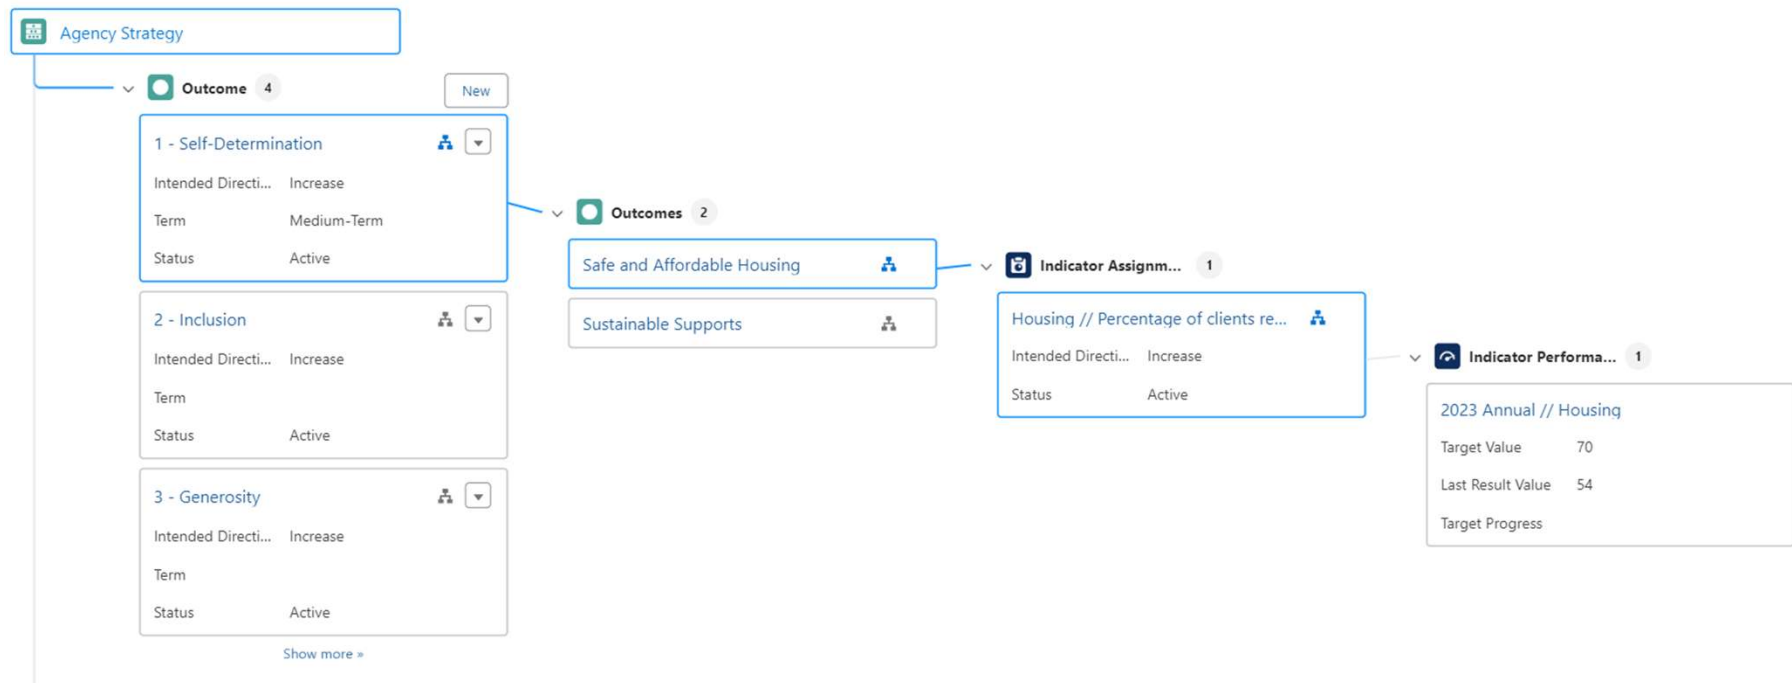 Agency Strategy
Outcome 4
New
1 - Self-Determination
Intended Directi... Increase
Term Medium-Term
Status Active
2 - Inclusion
Intended Directi... Increase
Term
Status Active
3 - Generosity
Intended Directi... Increase
Term
Status Active
Show more »
Outcomes 2
Safe and Affordable Housing
Sustainable Supports
Indicator Assignm... 1
Housing // Percentage of clients re...
Intended Directi... Increase
Status Active
Indicator Performa... 1
2023 Annual // Housing
Target Value 70
Last Result Value 54
Target Progress